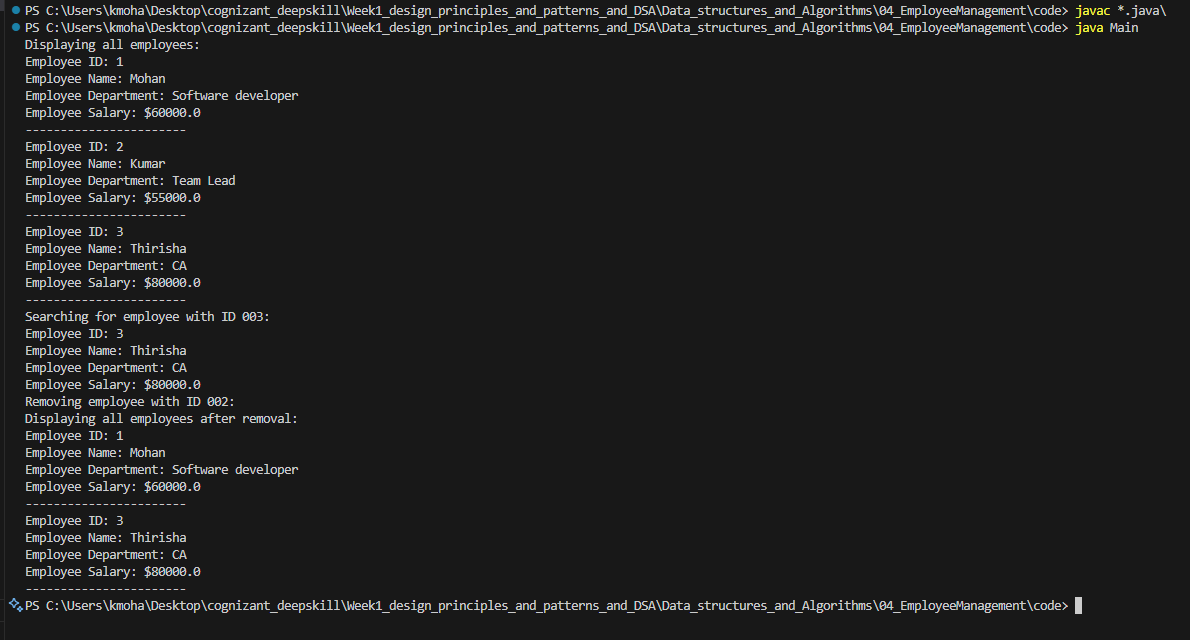 PS C:\Users\kmoha\Desktop\cognizant_deepskill\Week1_design_principles_and_patterns_and_DSA\Data_structures_and_Algorithms\04_EmployeeManagement\code> javac *.java\
PS C:\Users\kmoha\Desktop\cognizant_deepskill\Week1_design_principles_and_patterns_and_DSA\Data_structures_and_Algorithms\04_EmployeeManagement\code> java Main
Displaying all employees:
Employee ID: 1
Employee Name: Mohan
Employee Department: Software developer
Employee Salary: $60000.0
-----------------------
Employee ID: 2
Employee Name: Kumar
Employee Department: Team Lead
Employee Salary: $55000.0
-----------------------
Employee ID: 3
Employee Name: Thirisha
Employee Department: CA
Employee Salary: $80000.0
-----------------------
Searching for employee with ID 003:
Employee ID: 3
Employee Name: Thirisha
Employee Department: CA
Employee Salary: $80000.0
Removing employee with ID 002:
Displaying all employees after removal:
Employee ID: 1
Employee Name: Mohan
Employee Department: Software developer
Employee Salary: $60000.0
-----------------------
Employee ID: 3
Employee Name: Thirisha
Employee Department: CA
Employee Salary: $80000.0
-----------------------
PS C:\Users\kmoha\Desktop\cognizant_deepskill\Week1_design_principles_and_patterns_and_DSA\Data_structures_and_Algorithms\04_EmployeeManagement\code>